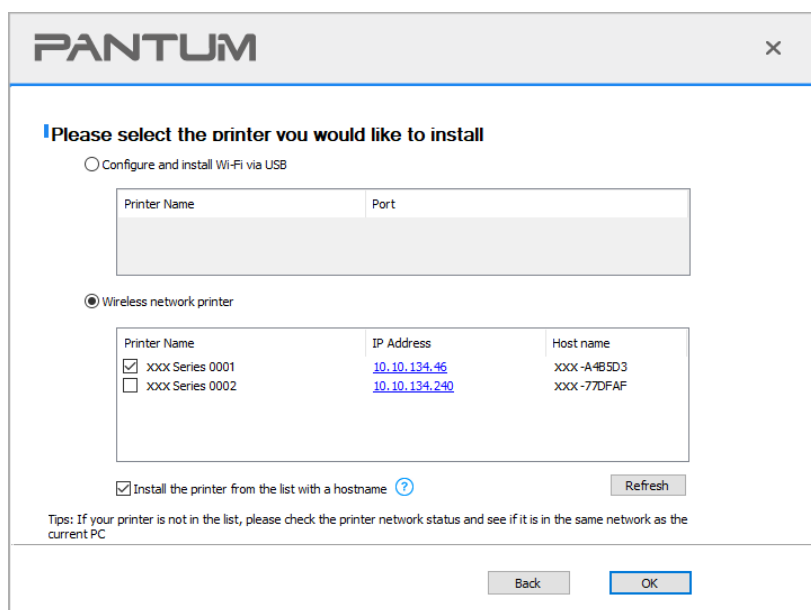 PANTUM
Please select the printer you would like to install
Configure and install Wi-Fi via USB
Printer Name Port
Wireless network printer
Printer Name IP Address Host name
XXX Series 0001 10.10.134.46 XXX-A4B5D3
XXX Series 0002 10.10.134.240 XXX-77DFAF
Install the printer from the list with a hostname ? Refresh
Tips: If your printer is not in the list, please check the printer network status and see if it is in the same network as the
current PC
Back OK